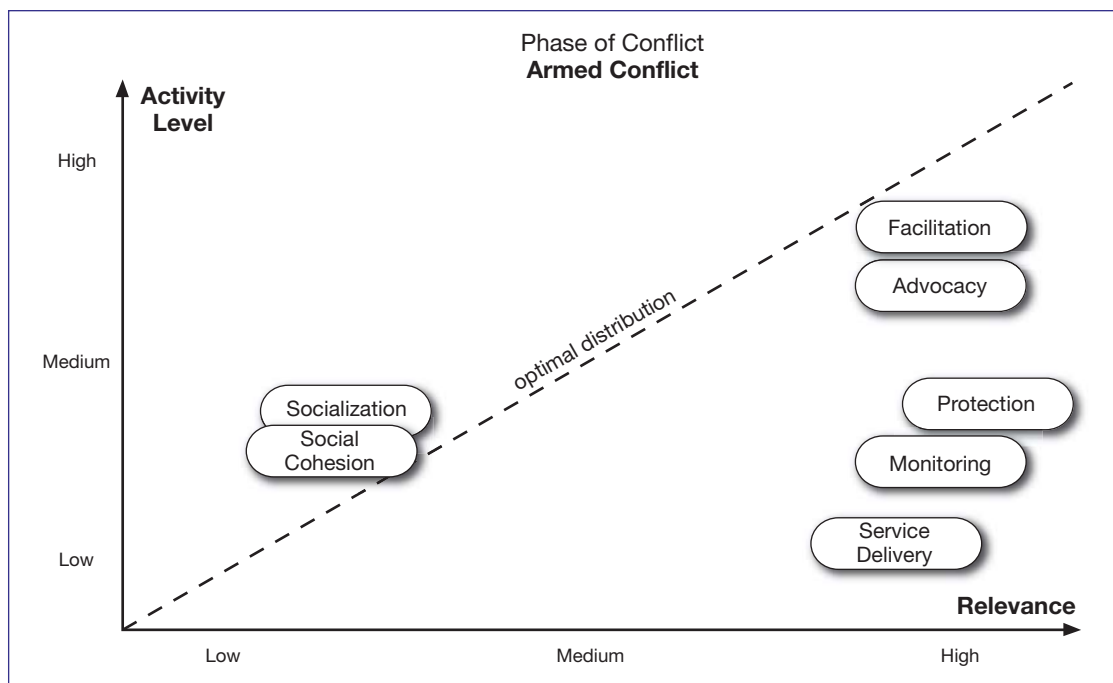 Phase of Conflict
Armed Conflict
Activity
Level
High
Facilitation
Advocacy
optimal distribution
Medium
Socialization
Protection
Social
Cohesion
Monitoring
Service
Delivery
Low
Relevance
Low
Medium
High